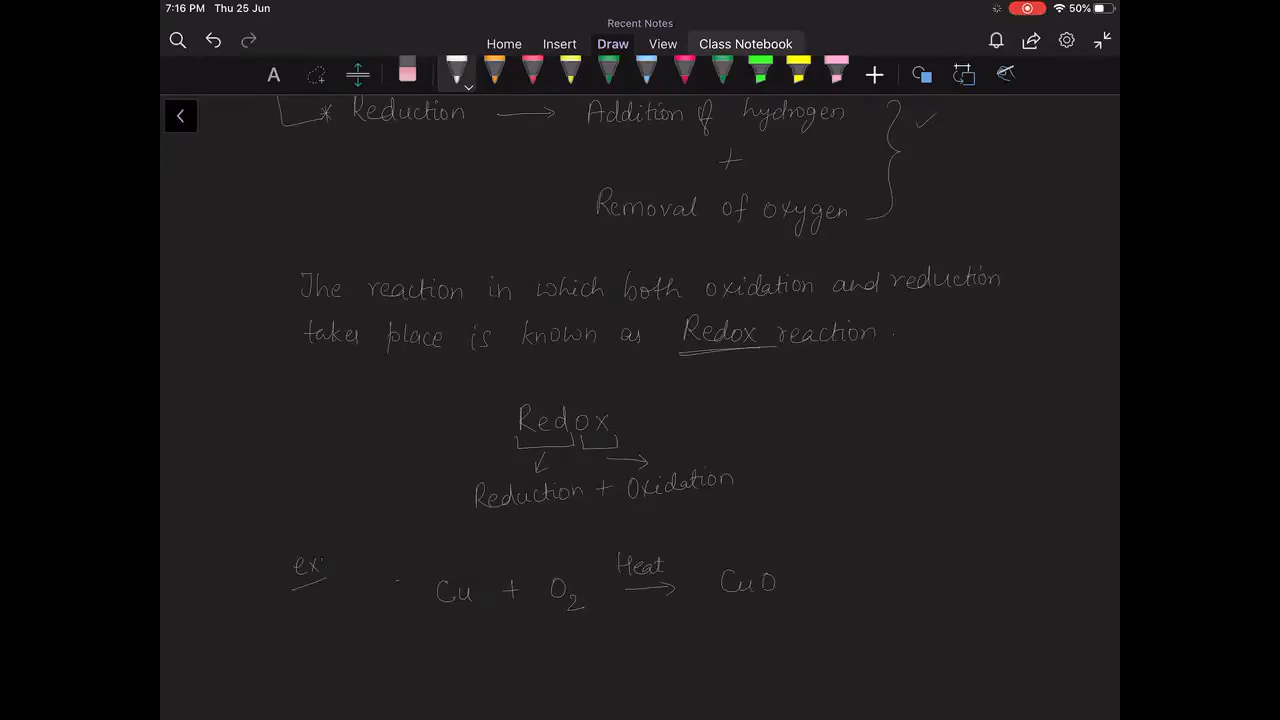 7:16 PM Thu 25 Jun
50%
Recent Notes
Home Insert Draw View Class Notebook
A
* Reduction → Addition of hydrogen
+
Removal of oxygen
The reaction in which both oxidation and reduction
takes place is known as Redox reaction.
Redox
Reduction + Oxidation
ex:
Heat
Cu + O₂ → CuO